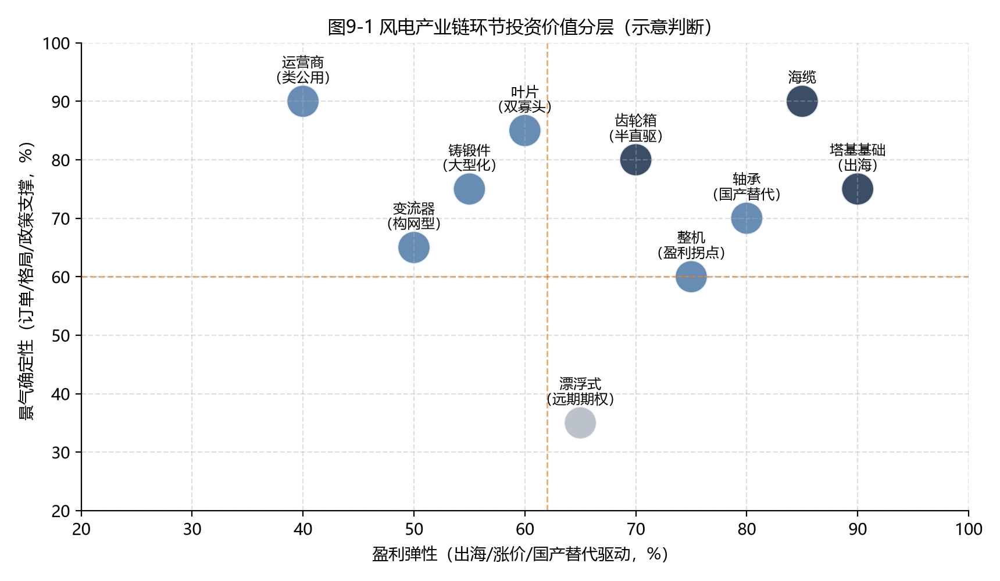 图9-1 风电产业链环节投资价值分层（示意判断）
景气确定性（订单/格局/政策支撑，%）
100
90
80
70
60
50
40
30
20
运营商
（类公用）
叶片
（双寡头）
海缆
齿轮箱
（半直驱）
铸锻件
（大型化）
塔基基础
（出海）
轴承
（国产替代）
变流器
（构网型）
整机
（盈利拐点）
漂浮式
（远期期权）
20
30
40
50
60
70
80
90
100
盈利弹性（出海/涨价/国产替代驱动，%）